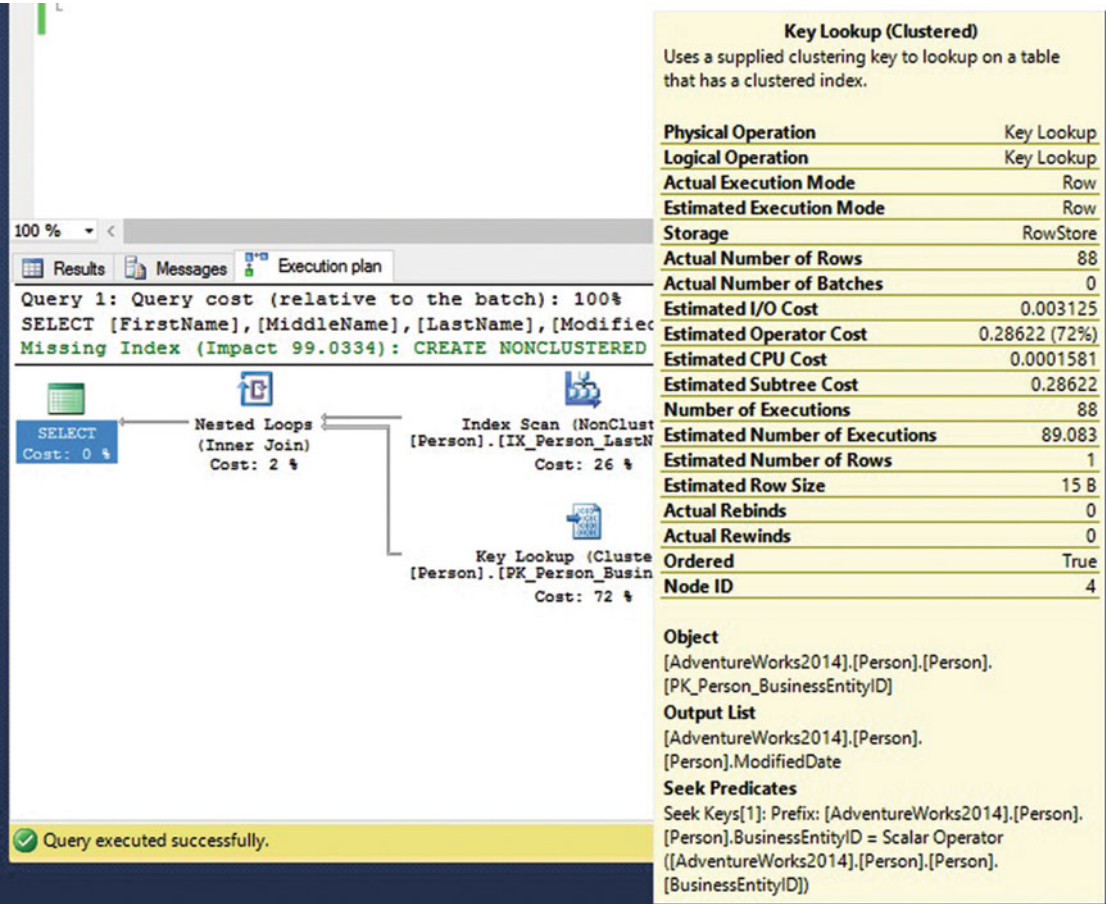 100 %
Results Messages Execution plan
Query 1: Query cost (relative to the batch): 100%
SELECT [FirstName],[MiddleName],[LastName],[Modified
Missing Index (Impact 99.0334): CREATE NONCLUSTERED
SELECT
Cost: 0 %
Nested Loops
(Inner Join)
Cost: 2 %
Index Scan (NonClust
[Person].[IX_Person_LastN
Cost: 26 %
Key Lookup (Cluste
[Person].[PK_Person_Busin
Cost: 72 %
Query executed successfully.
Key Lookup (Clustered)
Uses a supplied clustering key to lookup on a table
that has a clustered index.
Physical Operation Key Lookup
Logical Operation Key Lookup
Actual Execution Mode Row
Estimated Execution Mode Row
Storage RowStore
Actual Number of Rows 88
Actual Number of Batches 0
Estimated I/O Cost 0.003125
Estimated Operator Cost 0.28622 (72%)
Estimated CPU Cost 0.0001581
Estimated Subtree Cost 0.28622
Number of Executions 88
Estimated Number of Executions 89.083
Estimated Number of Rows 1
Estimated Row Size 15 B
Actual Rebinds 0
Actual Rewinds 0
Ordered True
Node ID 4
Object
[AdventureWorks2014].[Person].[Person].
[PK_Person_BusinessEntityID]
Output List
[AdventureWorks2014].[Person].
[Person].ModifiedDate
Seek Predicates
Seek Keys[1]: Prefix: [AdventureWorks2014].[Person].
[Person].BusinessEntityID = Scalar Operator
([AdventureWorks2014].[Person].[Person].
[BusinessEntityID])